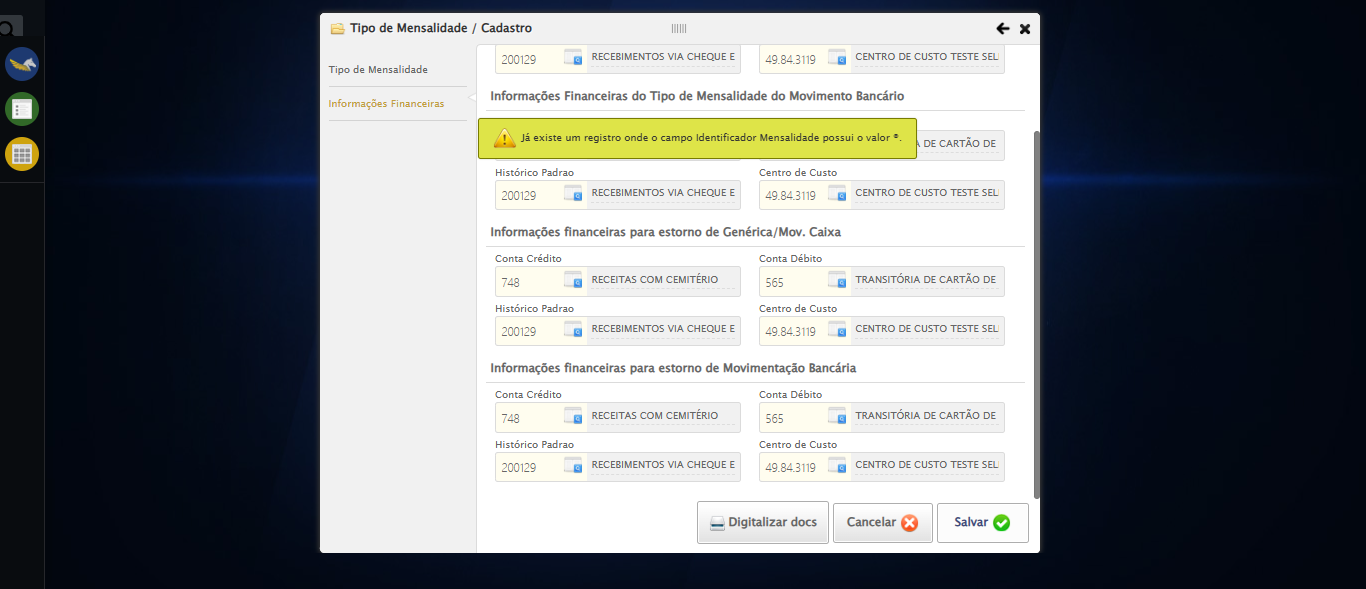 Tipo de Mensalidade / Cadastro
Tipo de Mensalidade
Informações Financeiras
200129 RECEBIMENTOS VIA CHEQUE E 49.84.3119 CENTRO DE CUSTO TESTE SEL
Informações Financeiras do Tipo de Mensalidade do Movimento Bancário
Já existe um registro onde o campo Identificador Mensalidade possui o valor ®.
A DE CARTÃO DE
Histórico Padrao Centro de Custo
200129 RECEBIMENTOS VIA CHEQUE E 49.84.3119 CENTRO DE CUSTO TESTE SEL
Informações financeiras para estorno de Genérica/Mov. Caixa
Conta Crédito Conta Débito
748 RECEITAS COM CEMITÉRIO 565 TRANSITÓRIA DE CARTÃO DE
Histórico Padrao Centro de Custo
200129 RECEBIMENTOS VIA CHEQUE E 49.84.3119 CENTRO DE CUSTO TESTE SEL
Informações financeiras para estorno de Movimentação Bancária
Conta Crédito Conta Débito
748 RECEITAS COM CEMITÉRIO 565 TRANSITÓRIA DE CARTÃO DE
Histórico Padrao Centro de Custo
200129 RECEBIMENTOS VIA CHEQUE E 49.84.3119 CENTRO DE CUSTO TESTE SEL
Digitalizar docs Cancelar Salvar